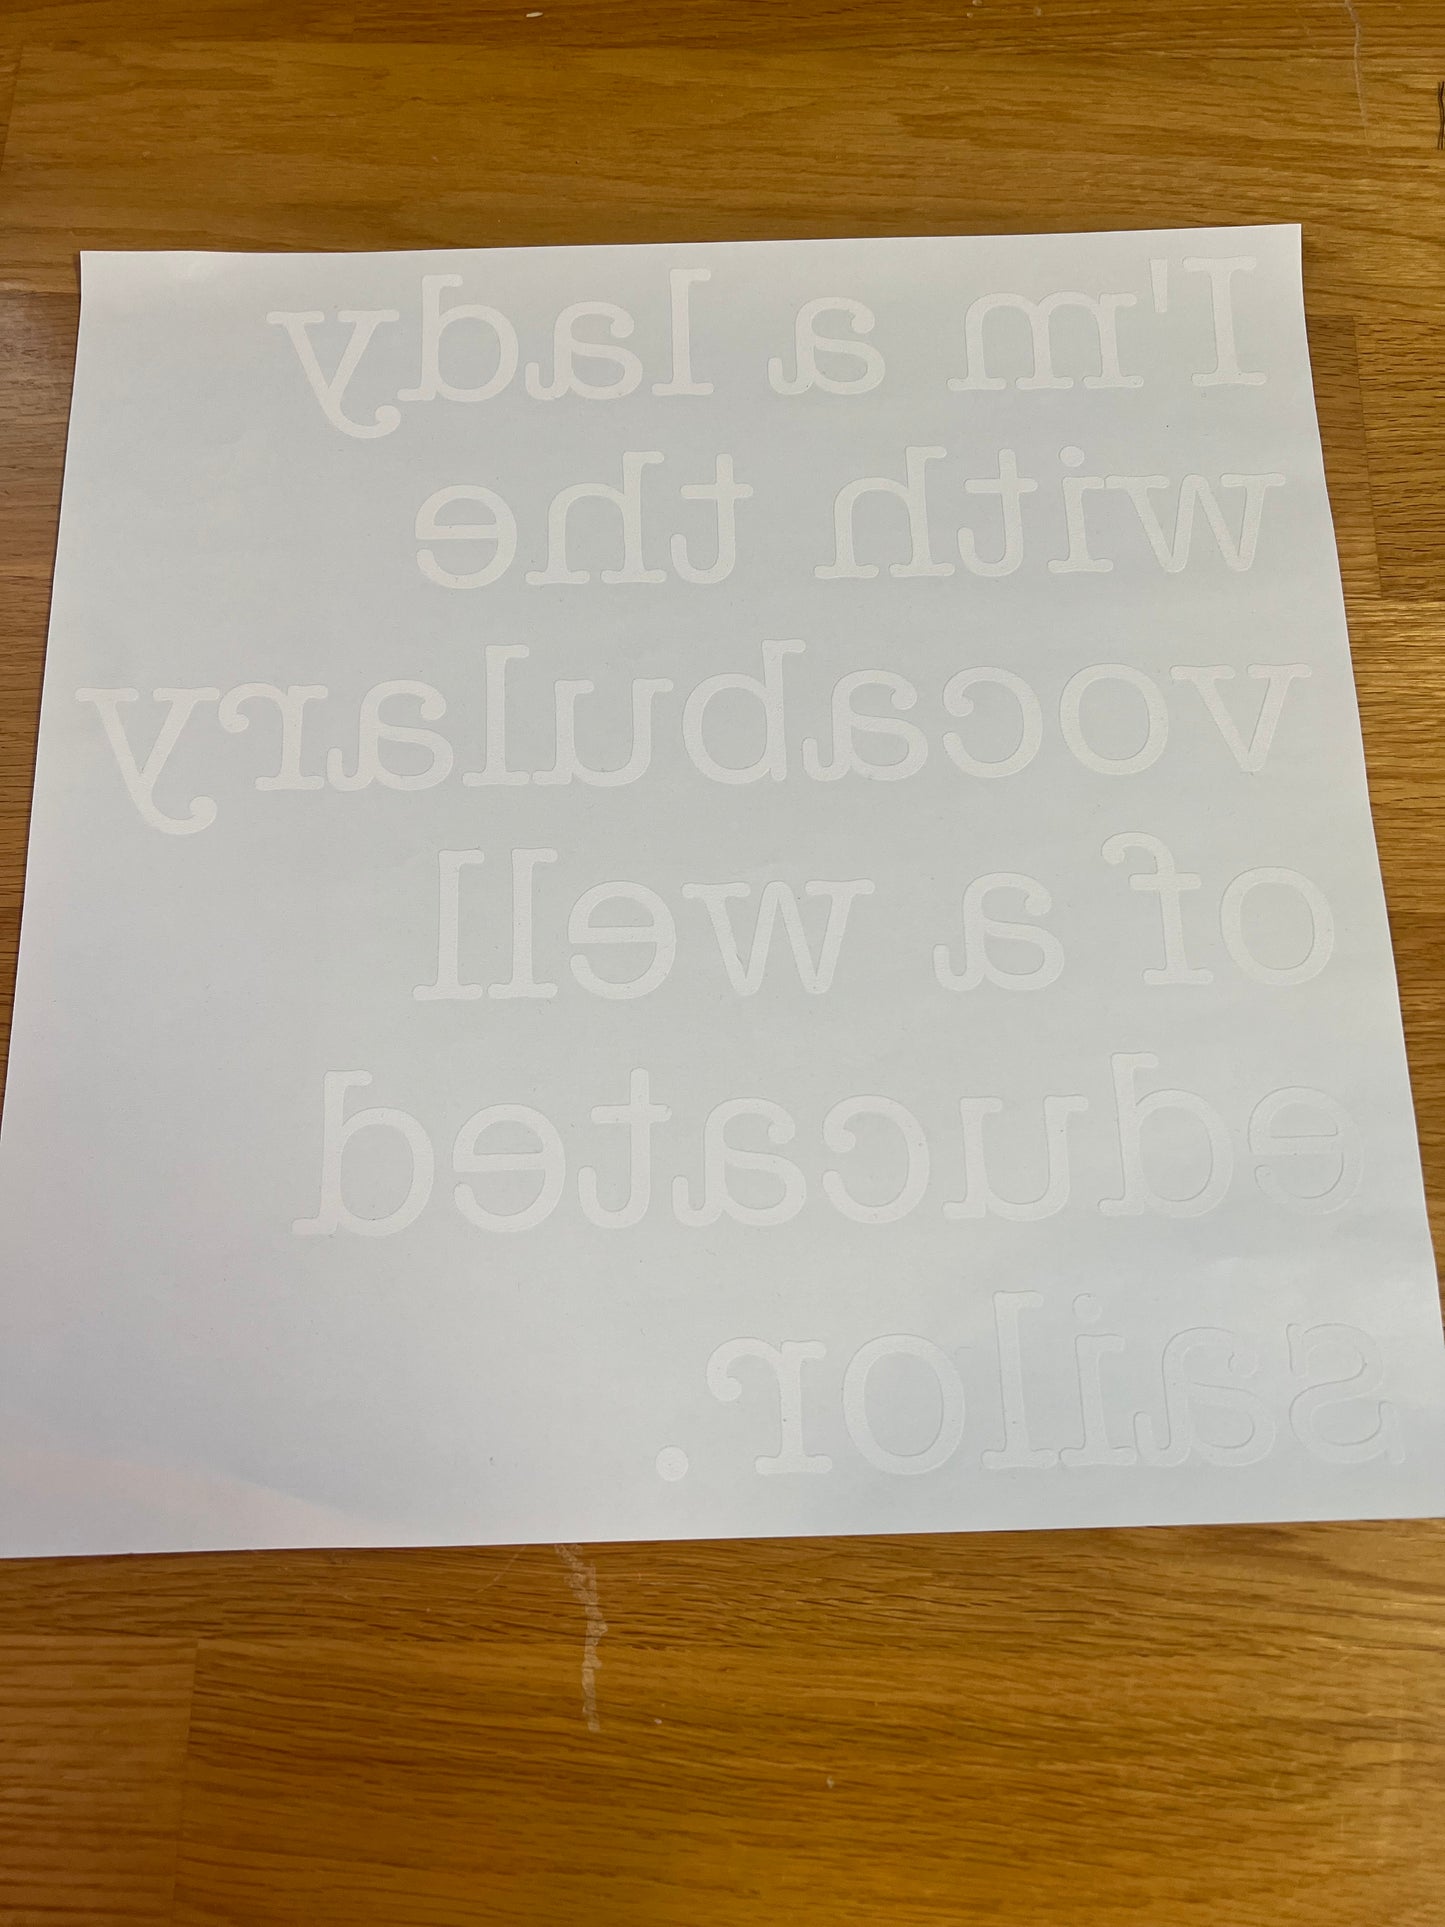 I'm a lady
with the
vocabulary
of a well
educated
sailor.